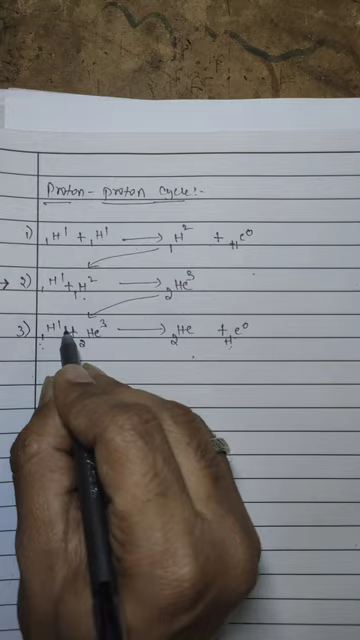 Proton - proton cycle:-
1) ₁H¹ + ₁H¹ → ₁H² + ₊₁e⁰
→ 2) ₁H¹ + ₁H² → ₂He³
3) ₁H¹ + ₂He³ → ₂He + ₊₁e⁰